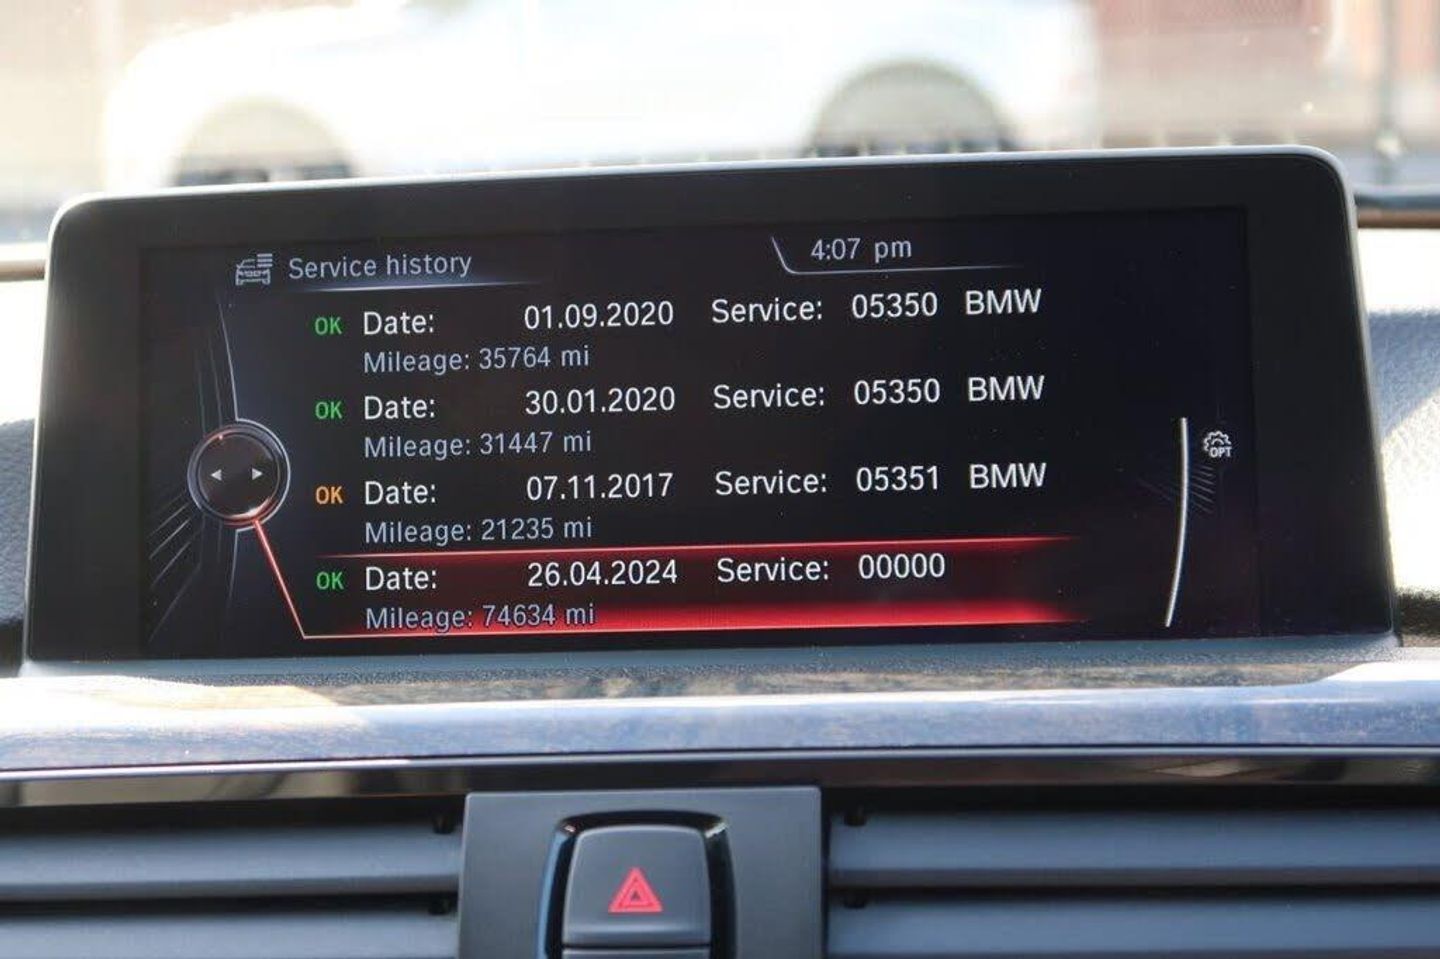 Service history 4:07 pm
OK Date: 01.09.2020 Service: 05350 BMW
Mileage: 35764 mi
OK Date: 30.01.2020 Service: 05350 BMW
Mileage: 31447 mi
OK Date: 07.11.2017 Service: 05351 BMW
Mileage: 21235 mi
OK Date: 26.04.2024 Service: 00000
Mileage: 74634 mi
OPT